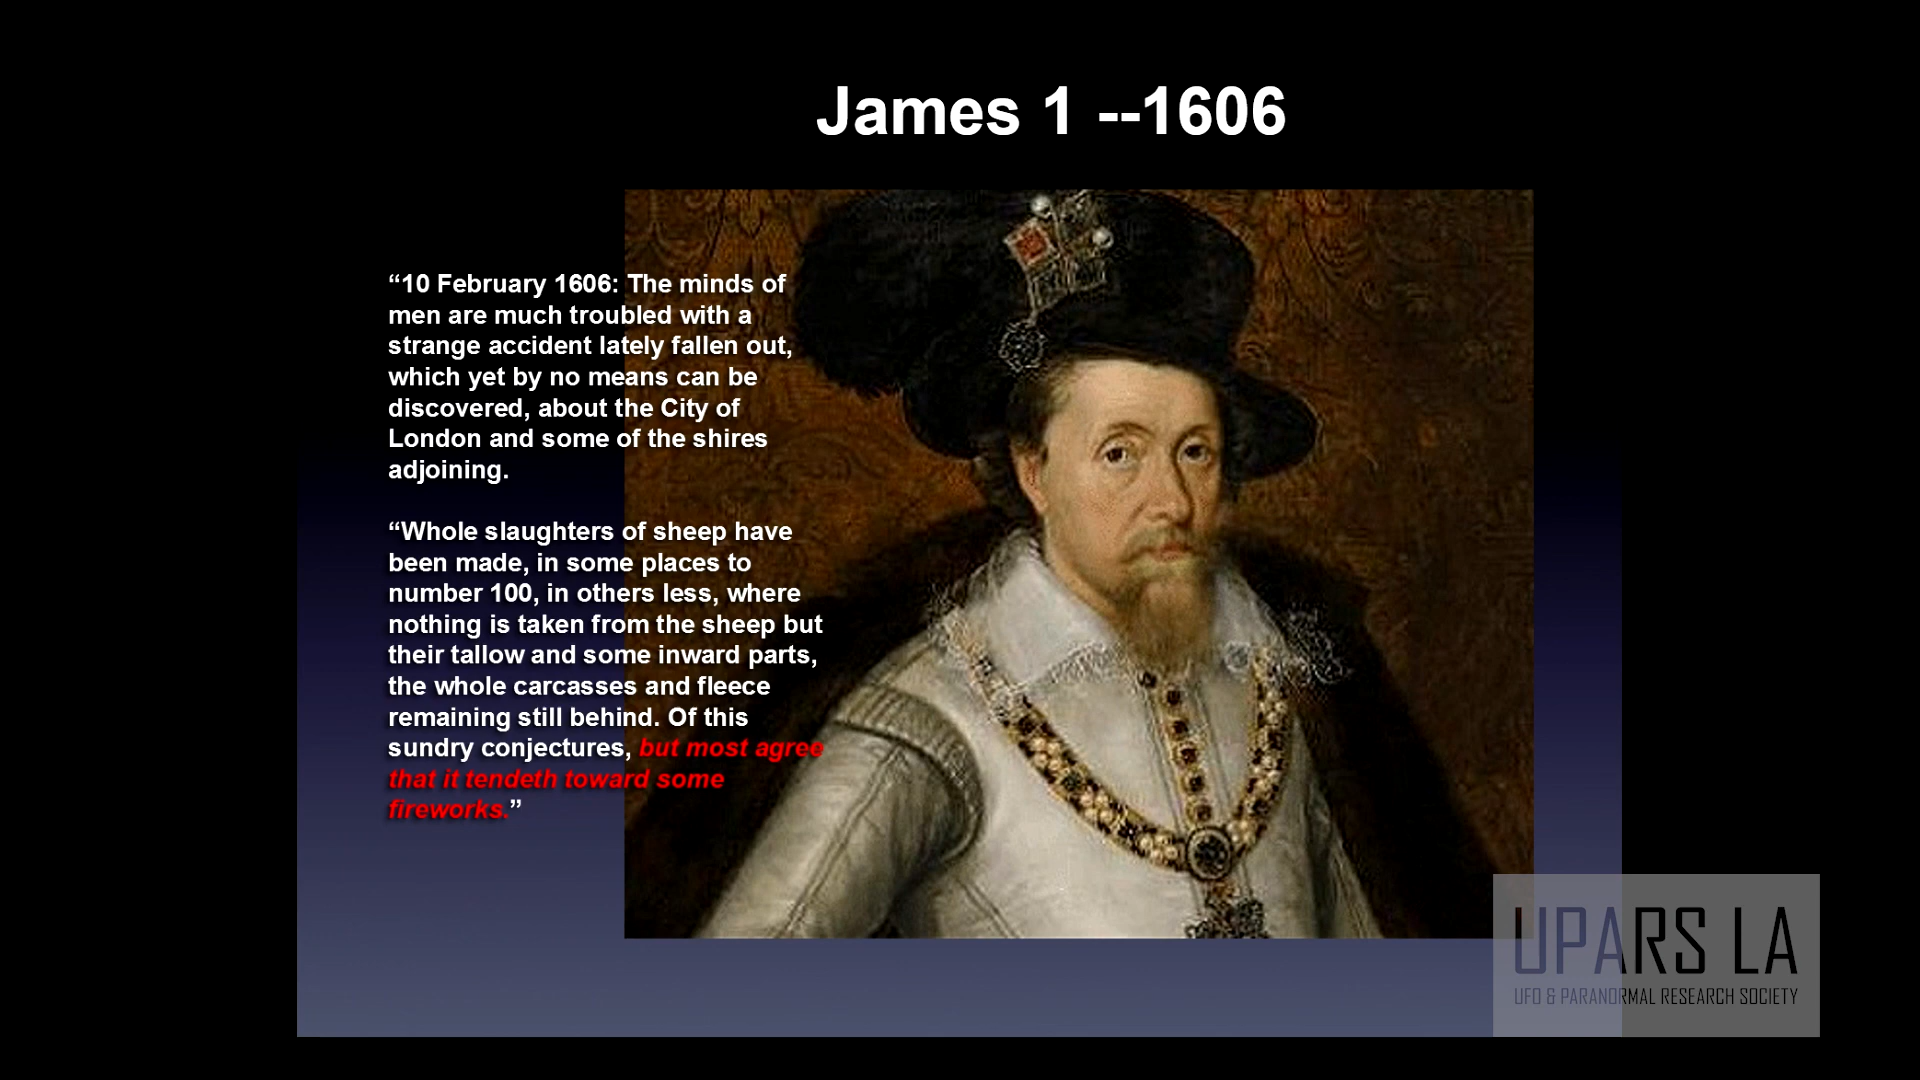 James 1 --1606
“10 February 1606: The minds of
men are much troubled with a
strange accident lately fallen out,
which yet by no means can be
discovered, about the City of
London and some of the shires
adjoining.
“Whole slaughters of sheep have
been made, in some places to
number 100, in others less, where
nothing is taken from the sheep but
their tallow and some inward parts,
the whole carcasses and fleece
remaining still behind. Of this
sundry conjectures, but most agree
that it tendeth toward some
fireworks.”
UPARS LA
UFO & PARANORMAL RESEARCH SOCIETY